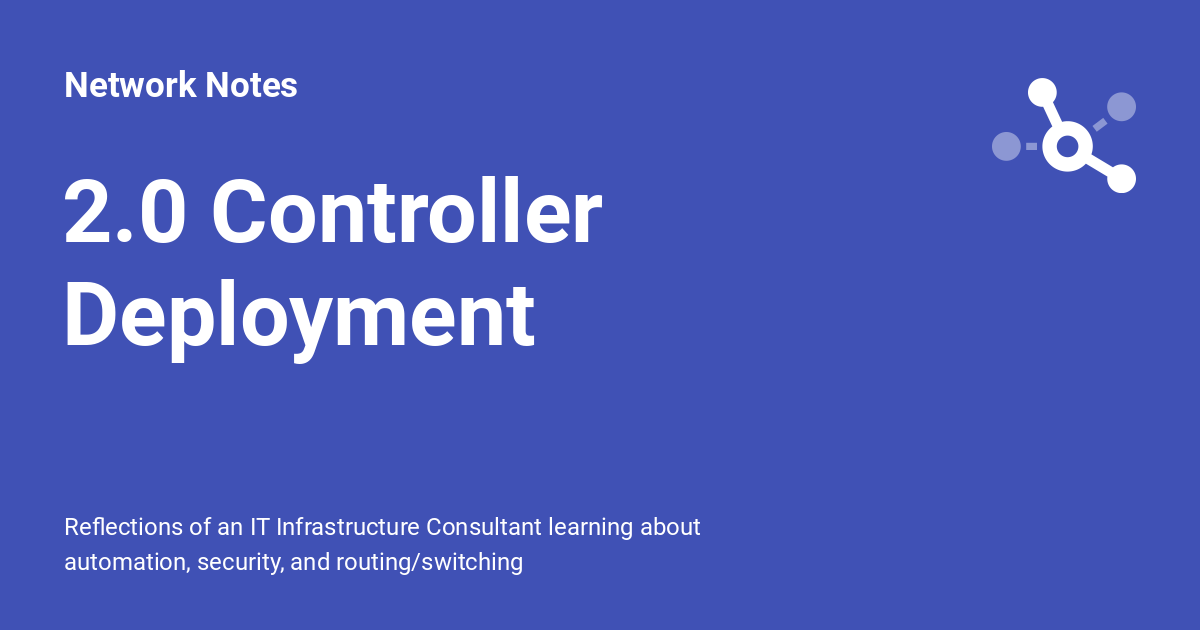 Network Notes
2.0 Controller
Deployment
Reflections of an IT Infrastructure Consultant learning about
automation, security, and routing/switching